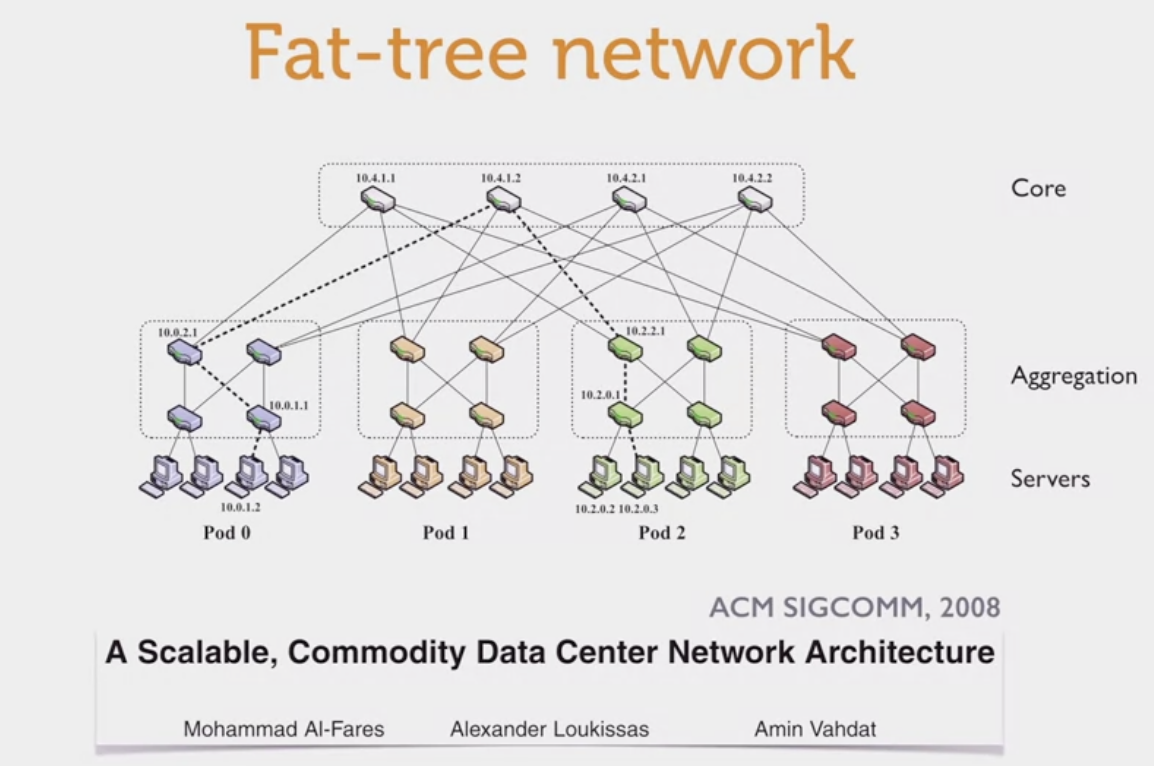 Fat-tree network
10.4.1.1 10.4.1.2 10.4.2.1 10.4.2.2
Core
10.0.2.1
10.2.2.1
Aggregation
10.2.0.1
10.0.1.1
Servers
10.0.1.2
10.2.0.2 10.2.0.3
Pod 0 Pod 1 Pod 2 Pod 3
ACM SIGCOMM, 2008
A Scalable, Commodity Data Center Network Architecture
Mohammad Al-Fares Alexander Loukissas Amin Vahdat